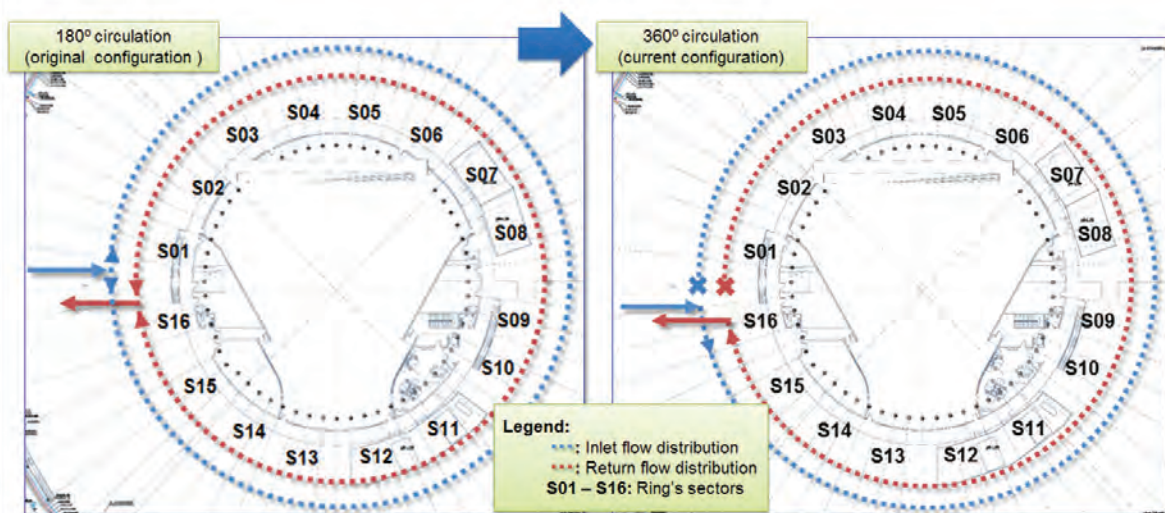 180º circulation
(original configuration )
360º circulation
(current configuration)
S04 S05
S03 S06
S02 S07
S08
S01
S16 S09
S15 S10
S14 S11
S13 S12
S04 S05
S03 S06
S02 S07
S08
S01
S16 S09
S15 S10
S14 S11
S13 S12
Legend:
: Inlet flow distribution
: Return flow distribution
S01 – S16: Ring's sectors